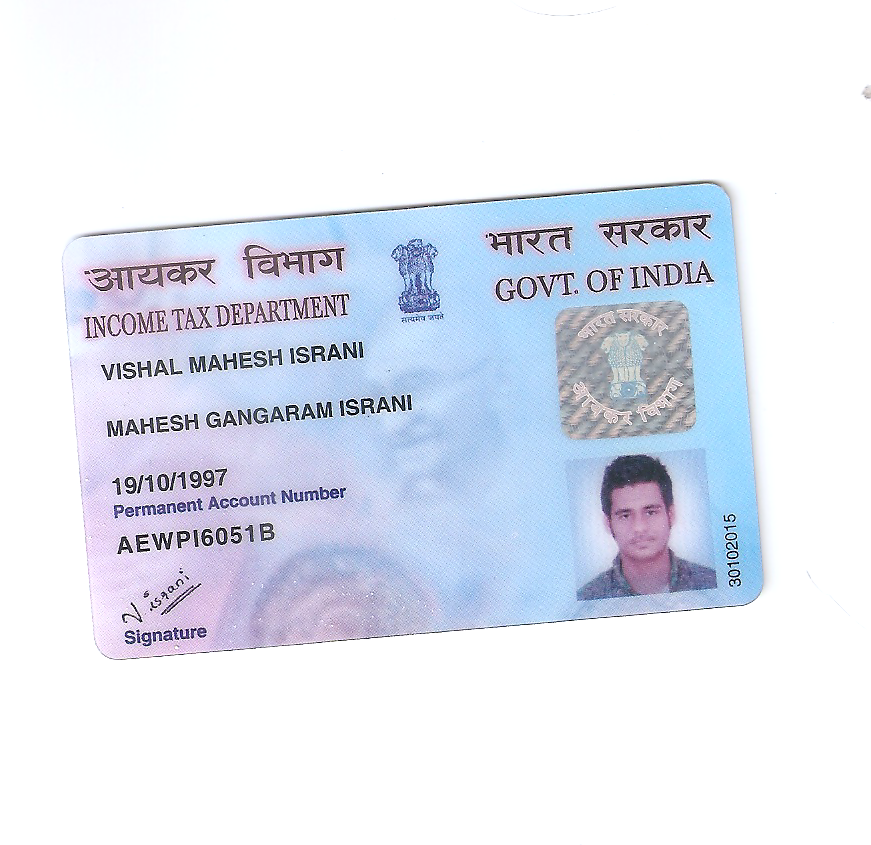 आयकर विभाग
INCOME TAX DEPARTMENT
सत्यमेव जयते
भारत सरकार
GOVT. OF INDIA
भारत सरकार
आयकर विभाग
VISHAL MAHESH ISRANI
MAHESH GANGARAM ISRANI
19/10/1997
Permanent Account Number
AEWPI6051B
V.israni
Signature
30102015